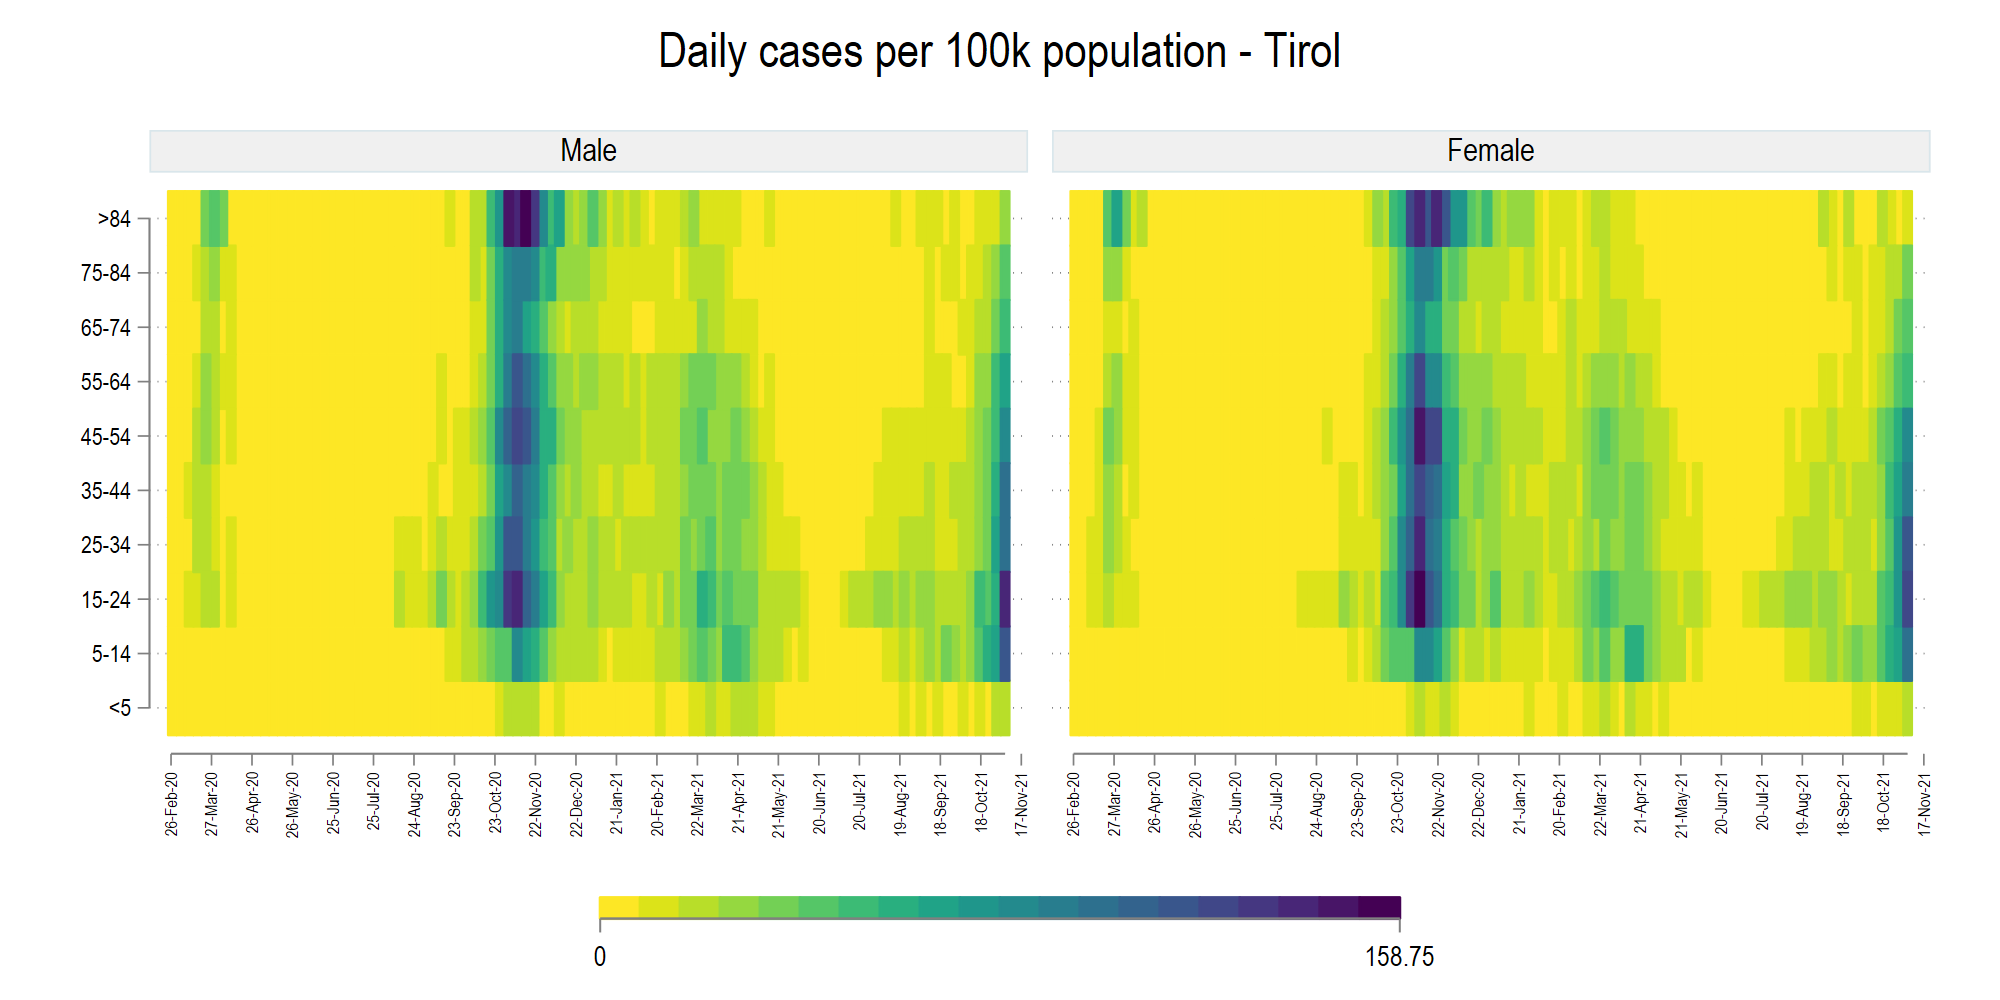 Daily cases per 100k population - Tirol
Male
Female
>84
75-84
65-74
55-64
45-54
35-44
25-34
15-24
5-14
<5
26-Feb-20
27-Mar-20
26-Apr-20
26-May-20
25-Jun-20
25-Jul-20
24-Aug-20
23-Sep-20
23-Oct-20
22-Nov-20
22-Dec-20
21-Jan-21
20-Feb-21
22-Mar-21
21-Apr-21
21-May-21
20-Jun-21
20-Jul-21
19-Aug-21
18-Sep-21
18-Oct-21
17-Nov-21
26-Feb-20
27-Mar-20
26-Apr-20
26-May-20
25-Jun-20
25-Jul-20
24-Aug-20
23-Sep-20
23-Oct-20
22-Nov-20
22-Dec-20
21-Jan-21
20-Feb-21
22-Mar-21
21-Apr-21
21-May-21
20-Jun-21
20-Jul-21
19-Aug-21
18-Sep-21
18-Oct-21
17-Nov-21
0
158.75